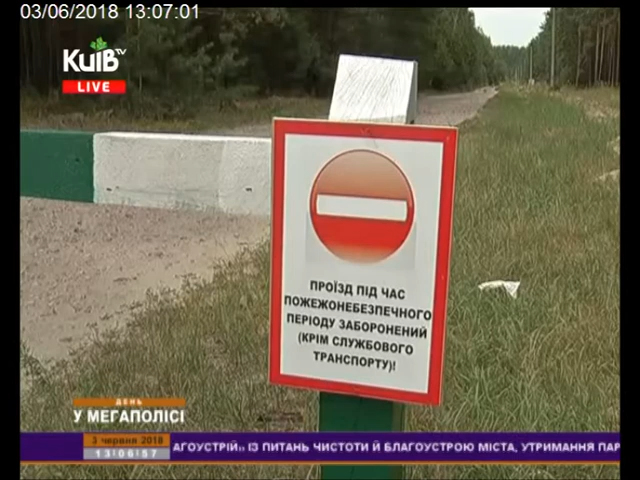 03/06/2018 13:07:01
КиЇВ TV
LIVE
ПРОЇЗД ПІД ЧАС
ПОЖЕЖОНЕБЕЗПЕЧНОГО
ПЕРІОДУ ЗАБОРОНЕНИЙ
(КРІМ СЛУЖБОВОГО
ТРАНСПОРТУ)!
ДЕНЬ
У МЕГАПОЛІСІ
3 червня 2018
13:06:57
АГОУСТРІЙ» ІЗ ПИТАНЬ ЧИСТОТИ Й БЛАГОУСТРОЮ МІСТА, УТРИМАННЯ ПАР